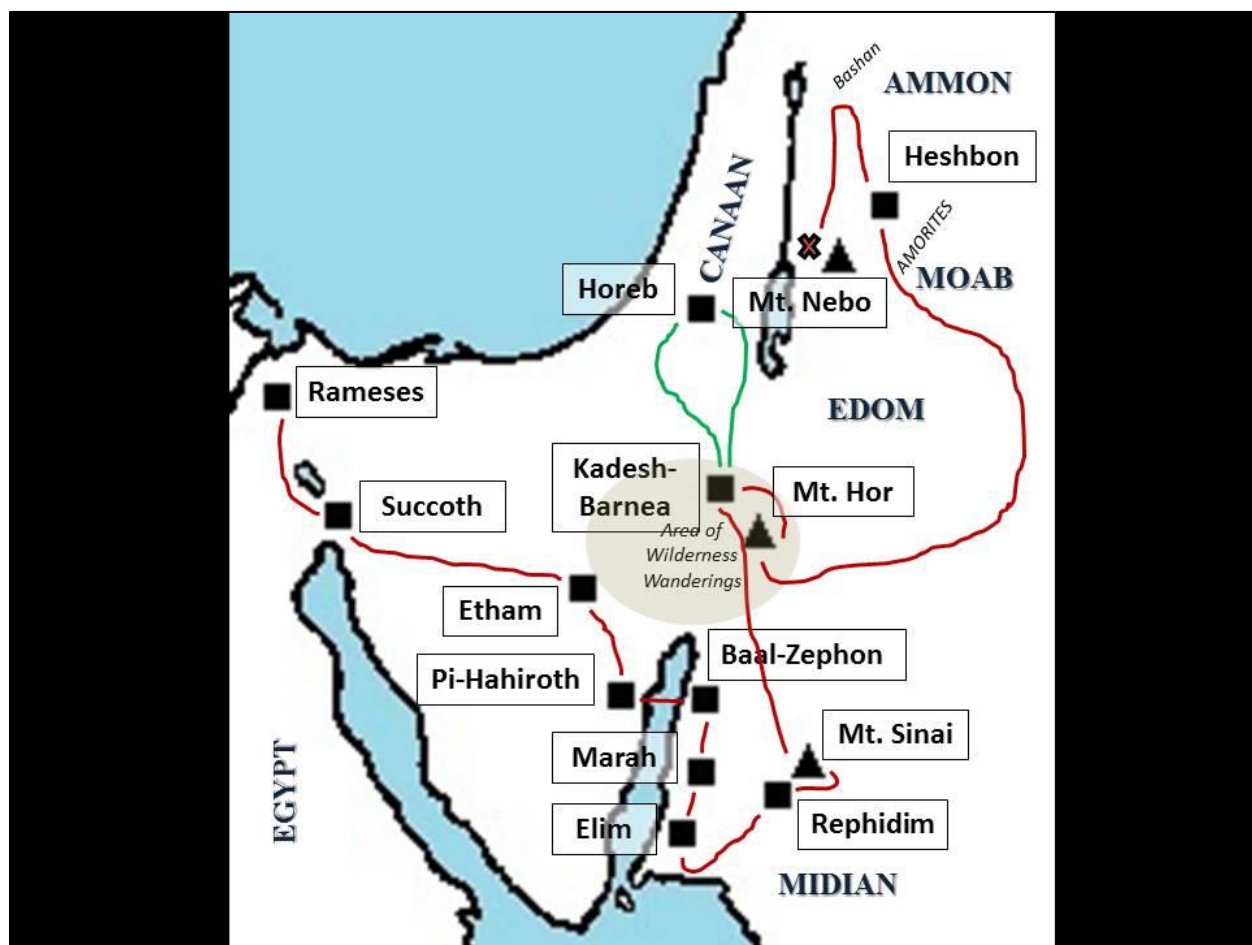 Bashan
AMMON
Heshbon
CANAAN
AMORITES
MOAB
Horeb
Mt. Nebo
Rameses
EDOM
Kadesh-
Barnea
Mt. Hor
Succoth
Area of
Wilderness
Wanderings
Etham
Baal-Zephon
Pi-Hahiroth
Mt. Sinai
Marah
EGYPT
Elim
Rephidim
MIDIAN